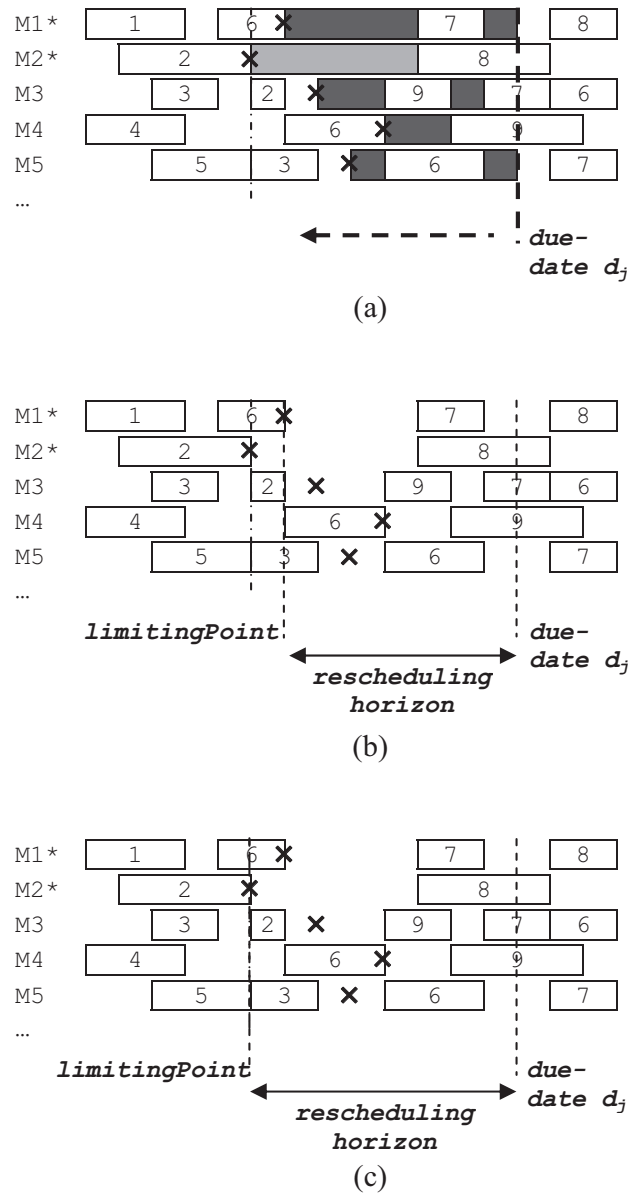 M1* 1 6 7 8
M2* 2 8
M3 3 2 9 7 6
M4 4 6 9
M5 5 3 6 7
…
due-
date dj
(a)
M1* 1 6 7 8
M2* 2 8
M3 3 2 9 7 6
M4 4 6 9
M5 5 3 6 7
…
limitingPoint due-
rescheduling date dj
horizon
(b)
M1* 1 6 7 8
M2* 2 8
M3 3 2 9 7 6
M4 4 6 9
M5 5 3 6 7
…
limitingPoint due-
rescheduling date dj
horizon
(c)